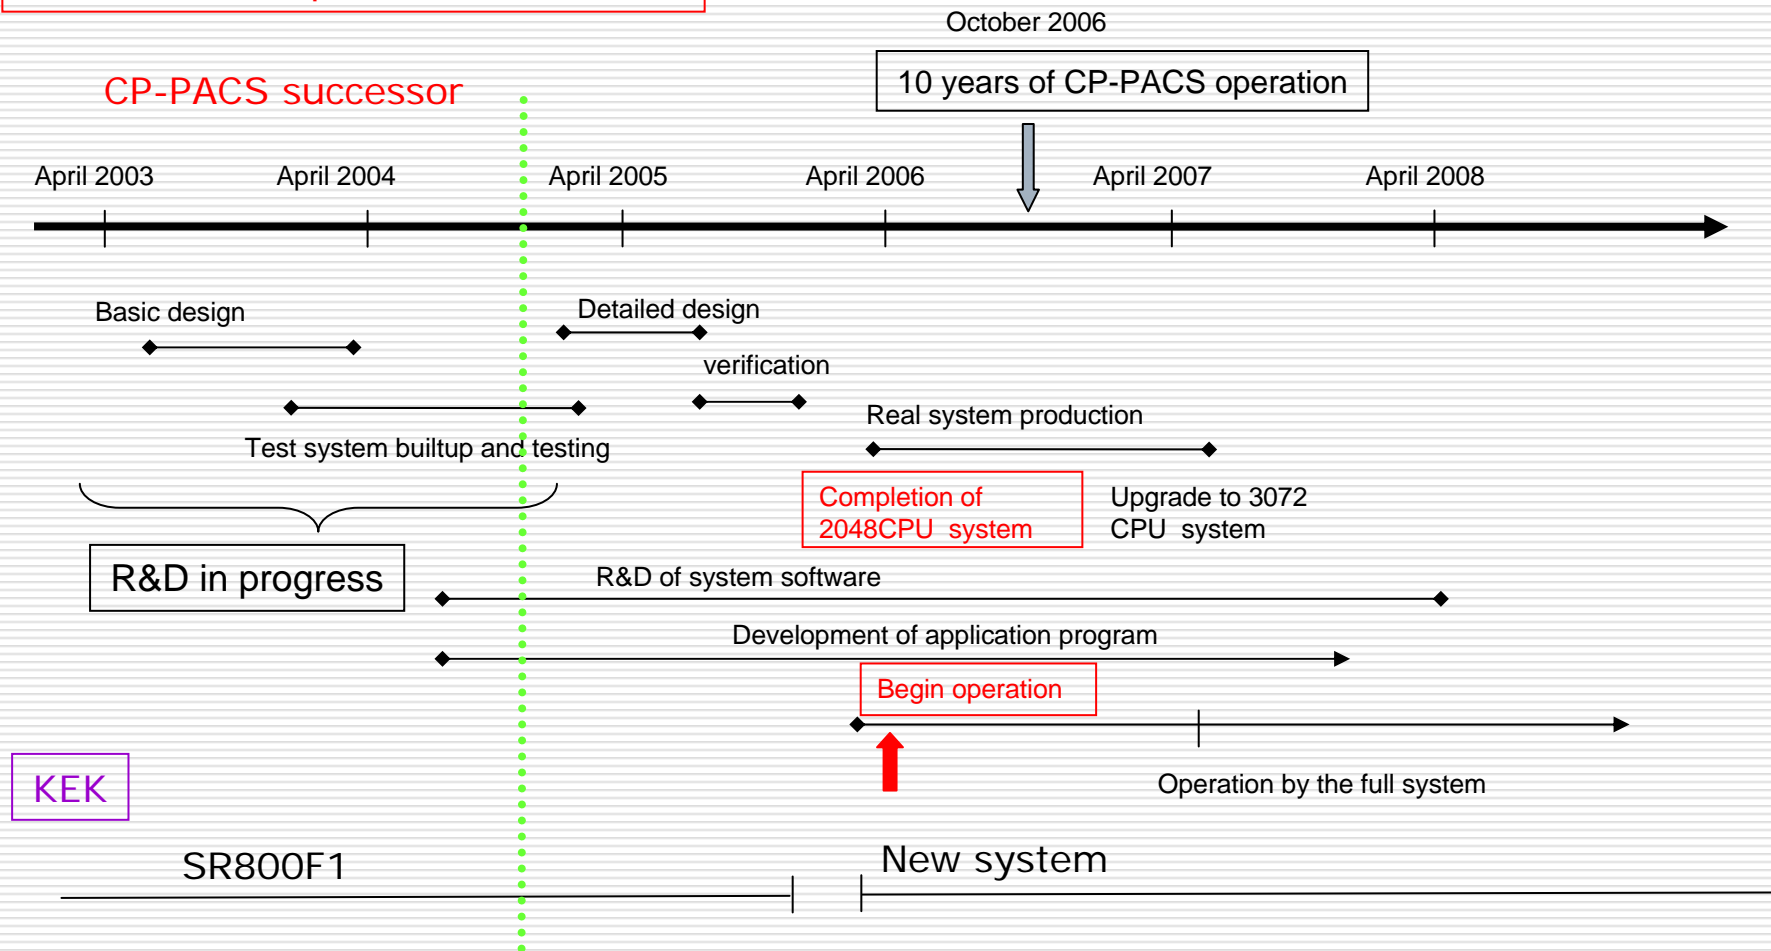 October 2006
10 years of CP-PACS operation
CP-PACS successor
April 2003
April 2004
April 2005
April 2006
April 2007
April 2008
Basic design
Detailed design
verification
Test system builtup and testing
Real system production
Completion of
2048CPU system
Upgrade to 3072
CPU system
R&D in progress
R&D of system software
Development of application program
Begin operation
Operation by the full system
KEK
SR800F1
New system